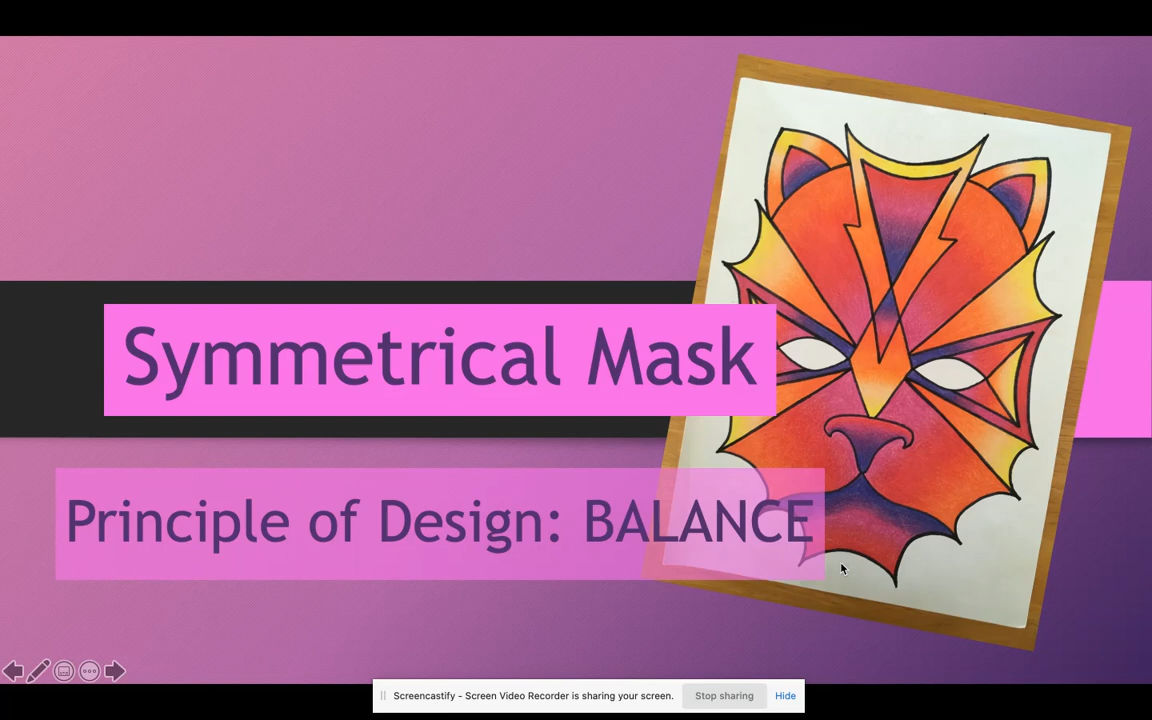 Symmetrical Mask
Principle of Design: BALANCE
Screencastify - Screen Video Recorder is sharing your screen.
Stop sharing
Hide